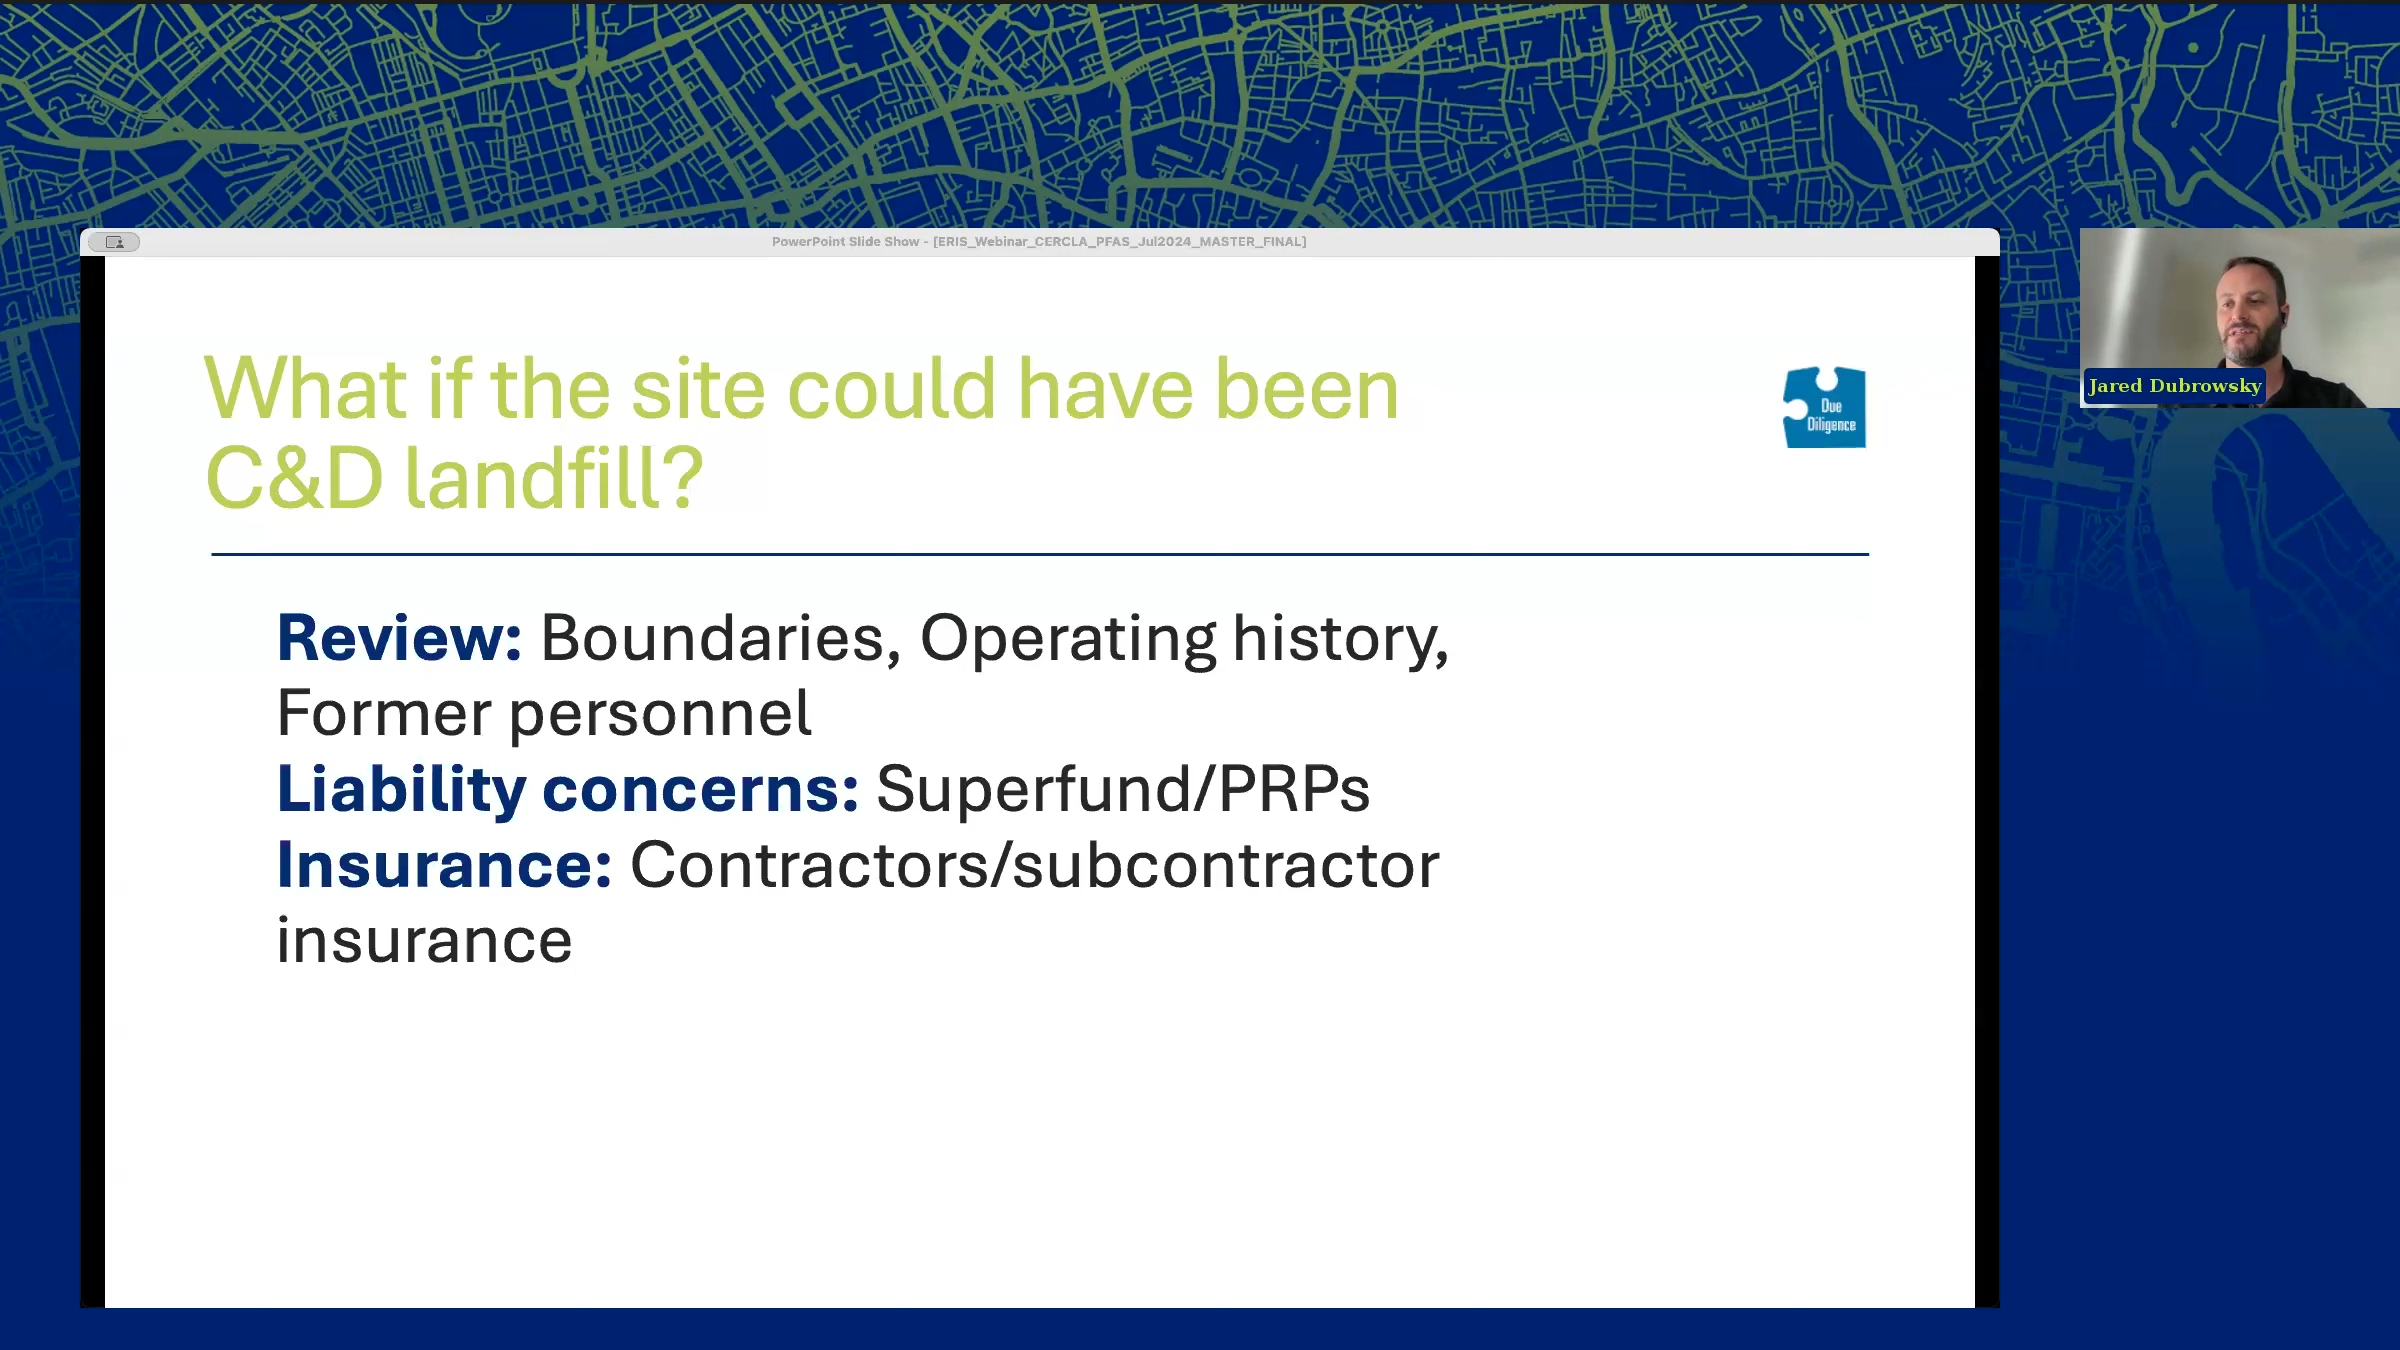 PowerPoint Slide Show - [ERIS_Webinar_CERCLA_PFAS_Jul2024_MASTER_FINAL]
What if the site could have been
C&D landfill?
Due
Diligence
Jared Dubrowsky
Review: Boundaries, Operating history,
Former personnel
Liability concerns: Superfund/PRPs
Insurance: Contractors/subcontractor
insurance